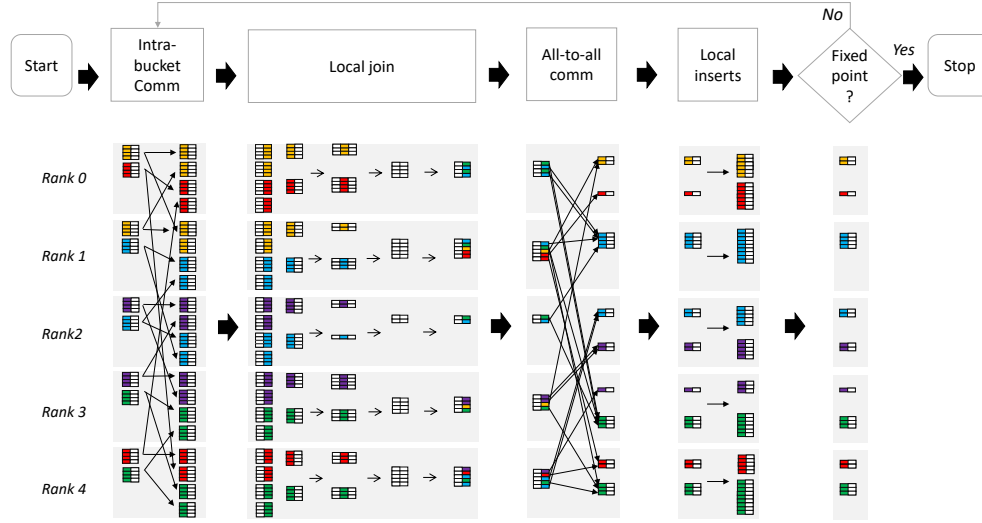 No
Start
Intra-
bucket
Comm
Local join
All-to-all
comm
Local
inserts
Fixed
point
?
Yes
Stop
Rank 0
Rank 1
Rank2
Rank 3
Rank 4